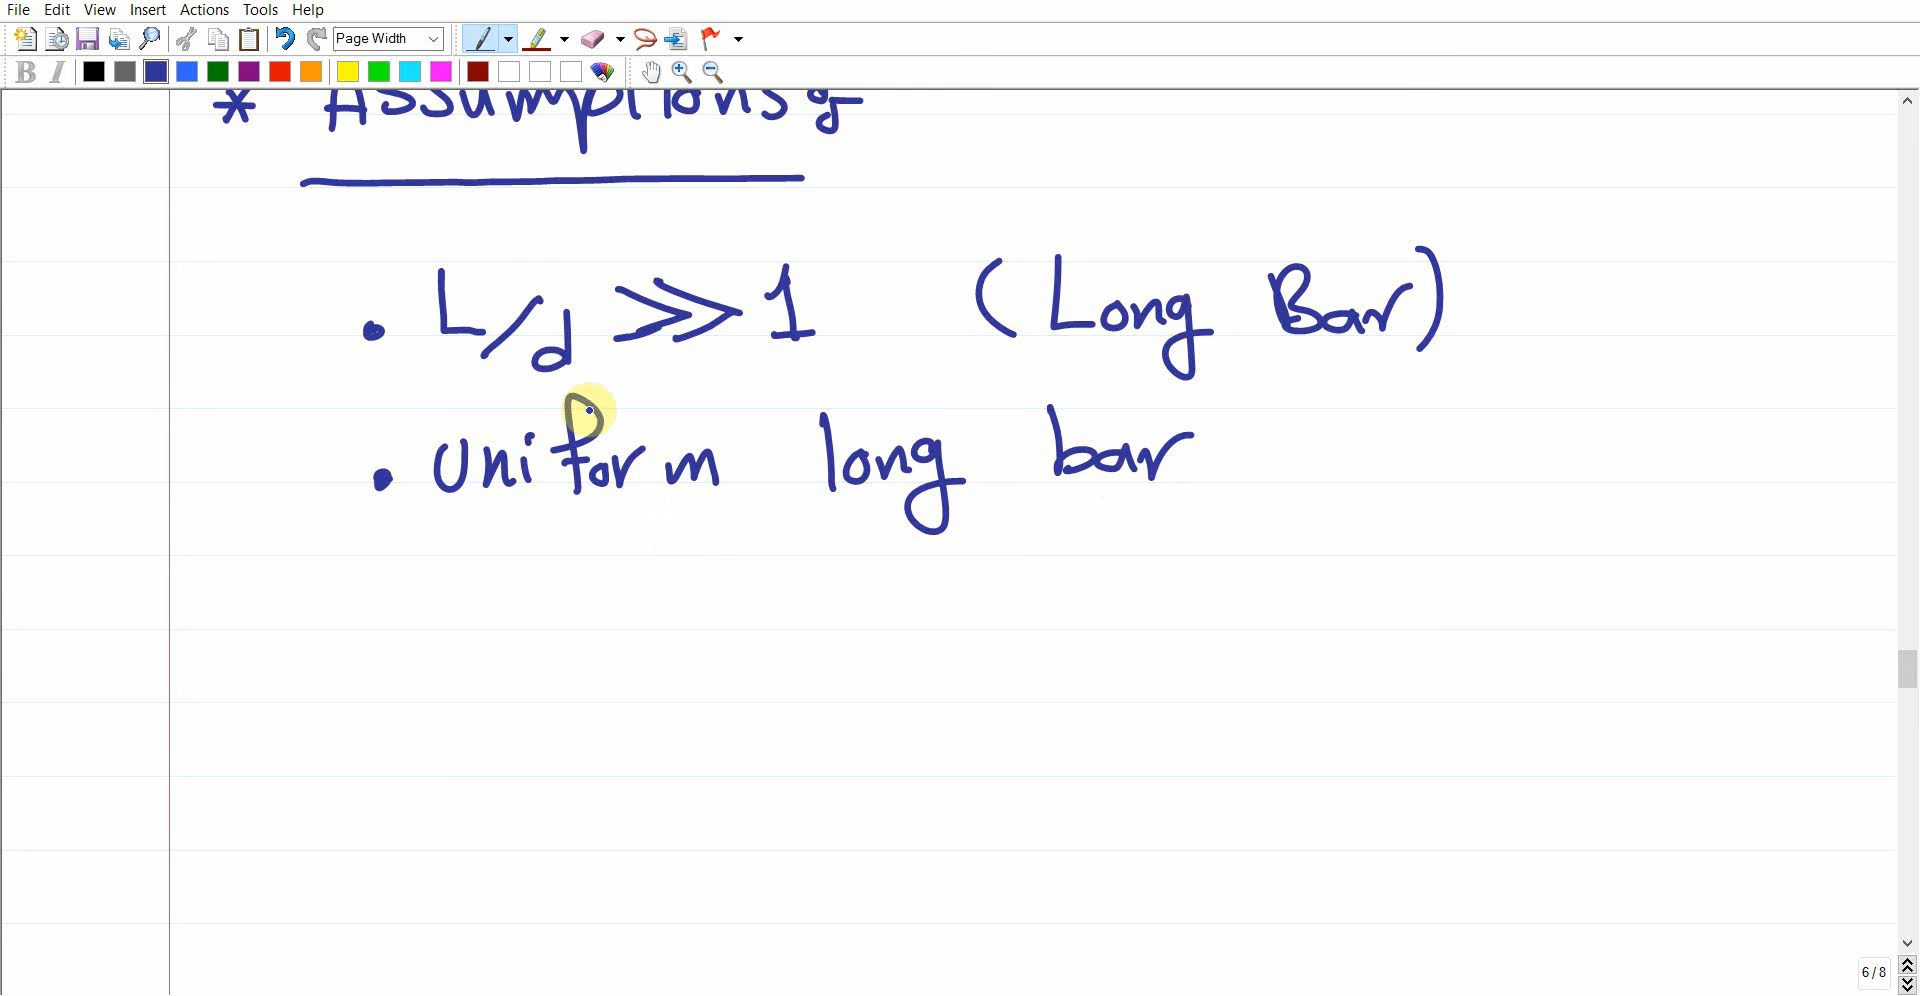 File Edit View Insert Actions Tools Help
Page Width
B I
* Assumptions:
. L/d >> 1 (Long Bar)
. Uniform long bar
6 / 8